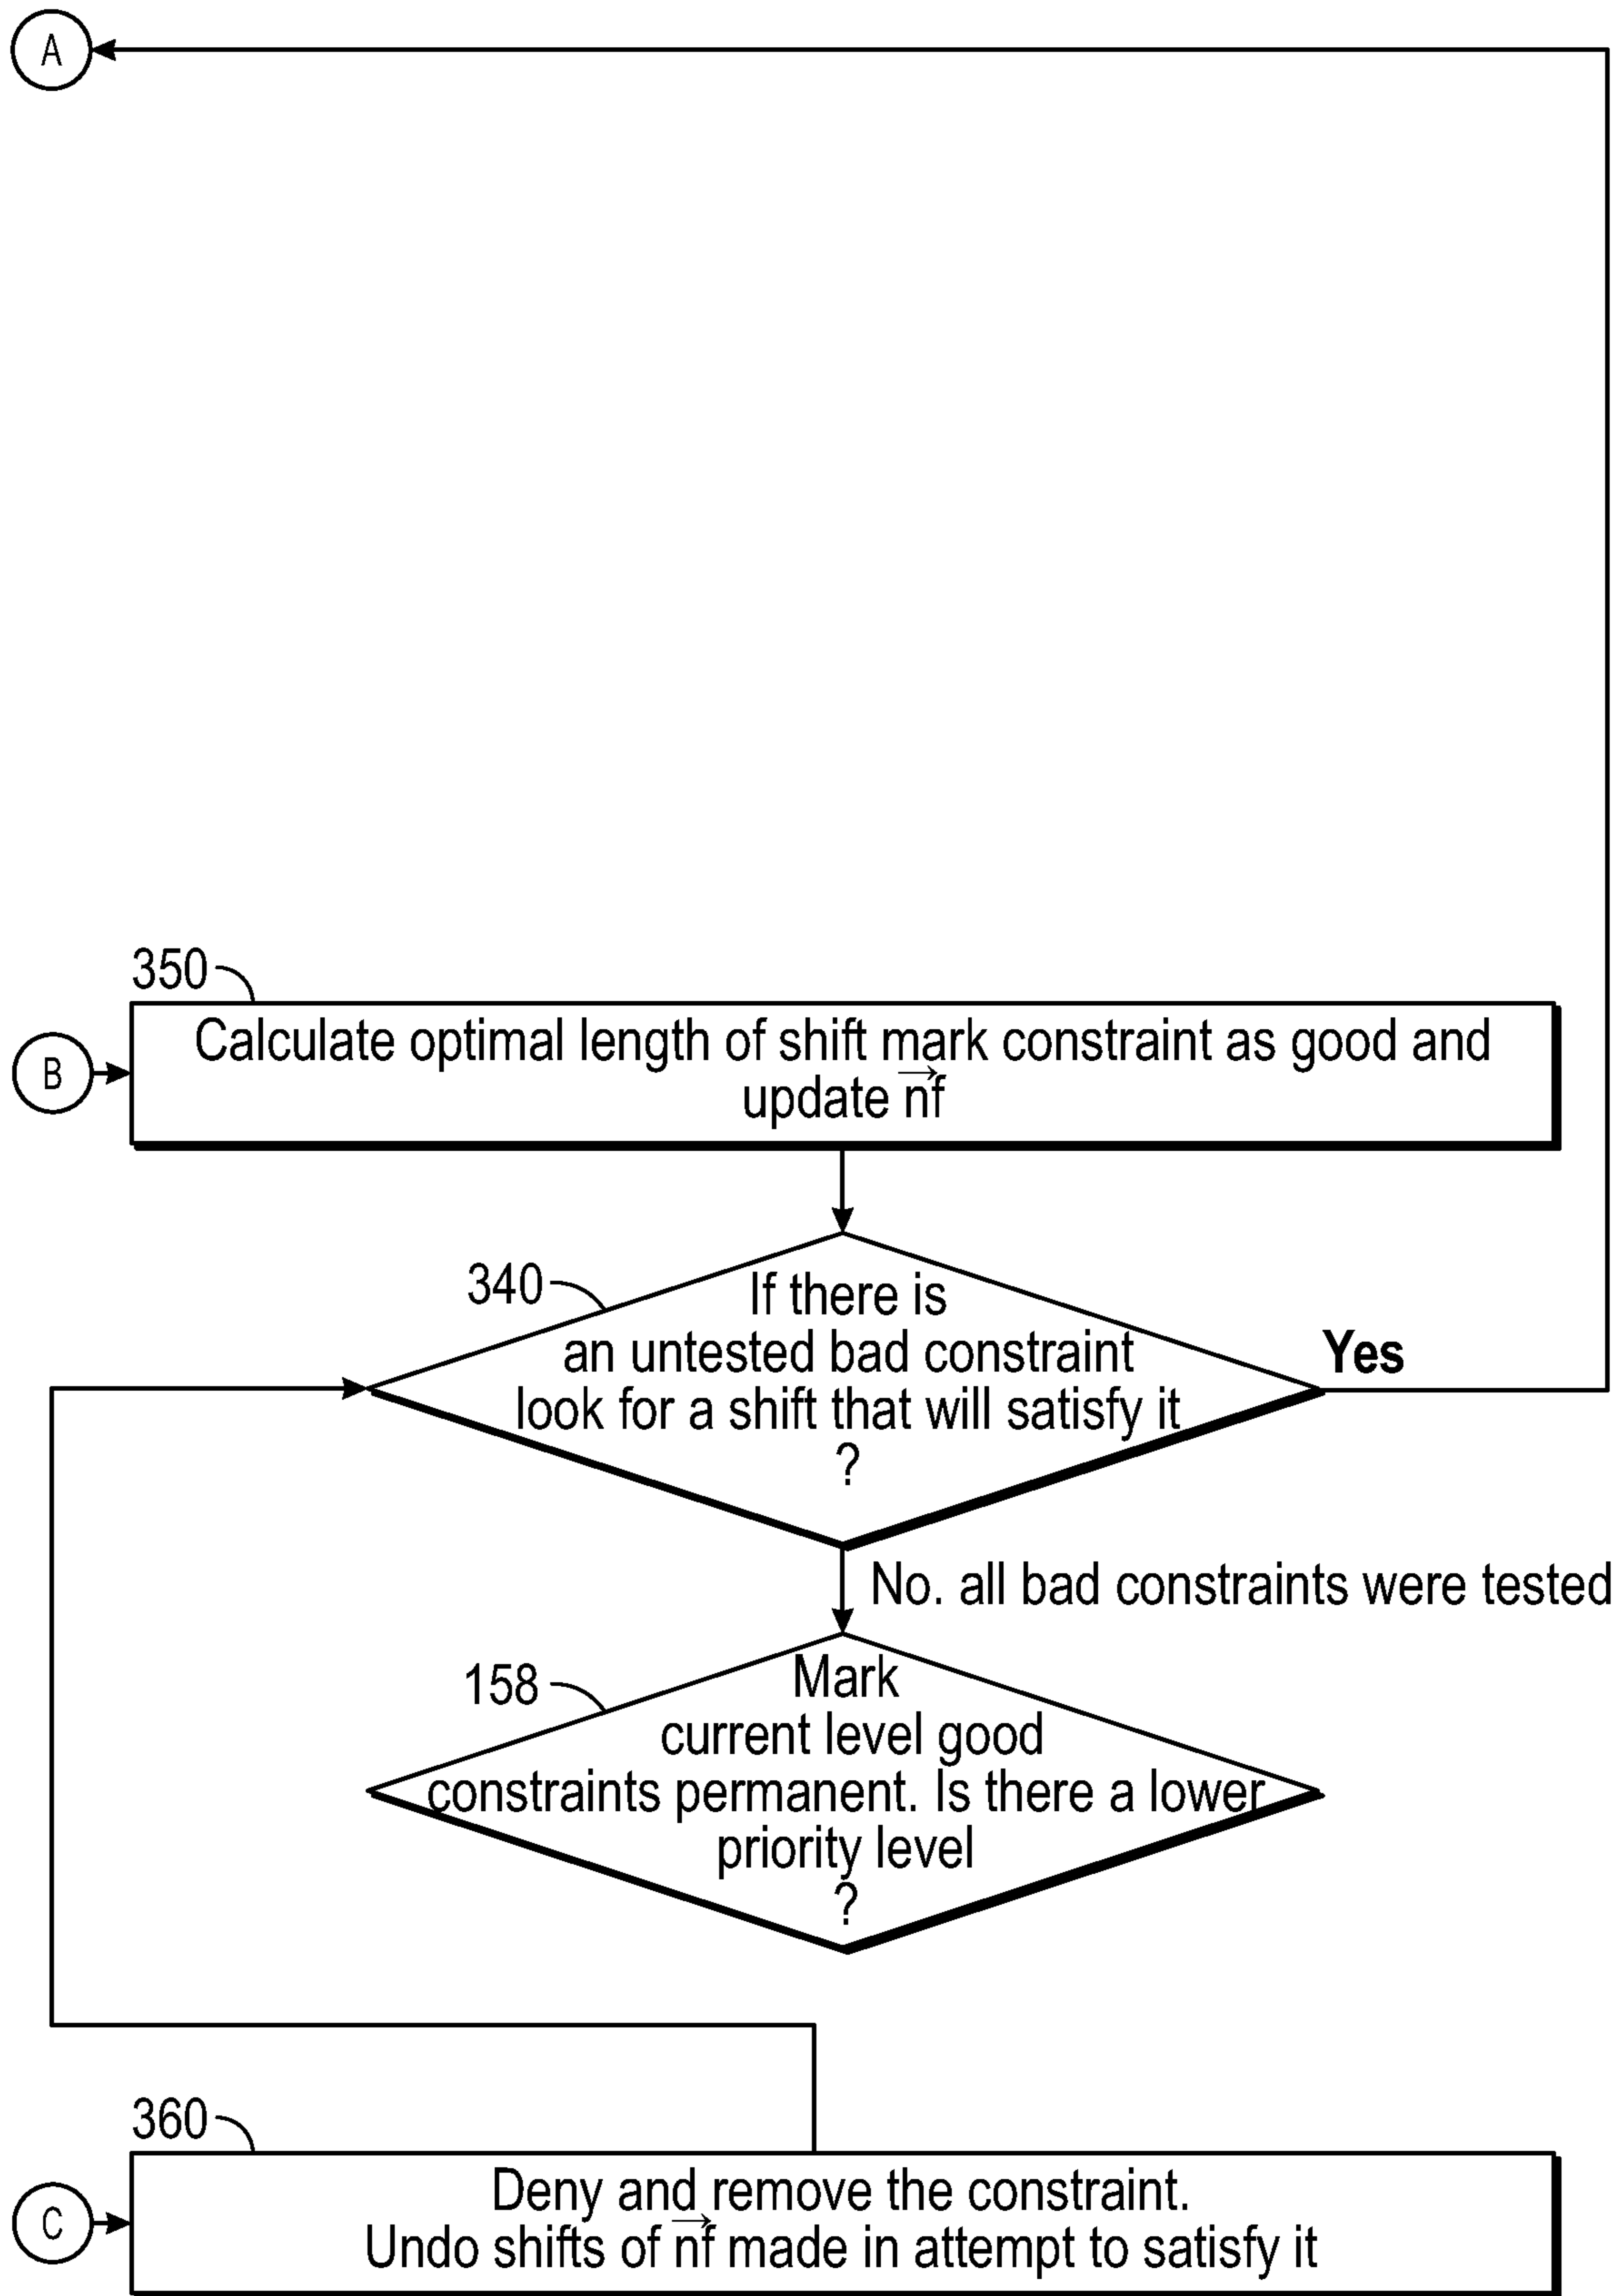 A
350
B
Calculate optimal length of shift mark constraint as good and
update $\overrightarrow{nf}$
340
If there is
an untested bad constraint
look for a shift that will satisfy it
?
Yes
No. all bad constraints were tested
158
Mark
current level good
constraints permanent. Is there a lower
priority level
?
360
C
Deny and remove the constraint.
Undo shifts of $\overrightarrow{nf}$ made in attempt to satisfy it